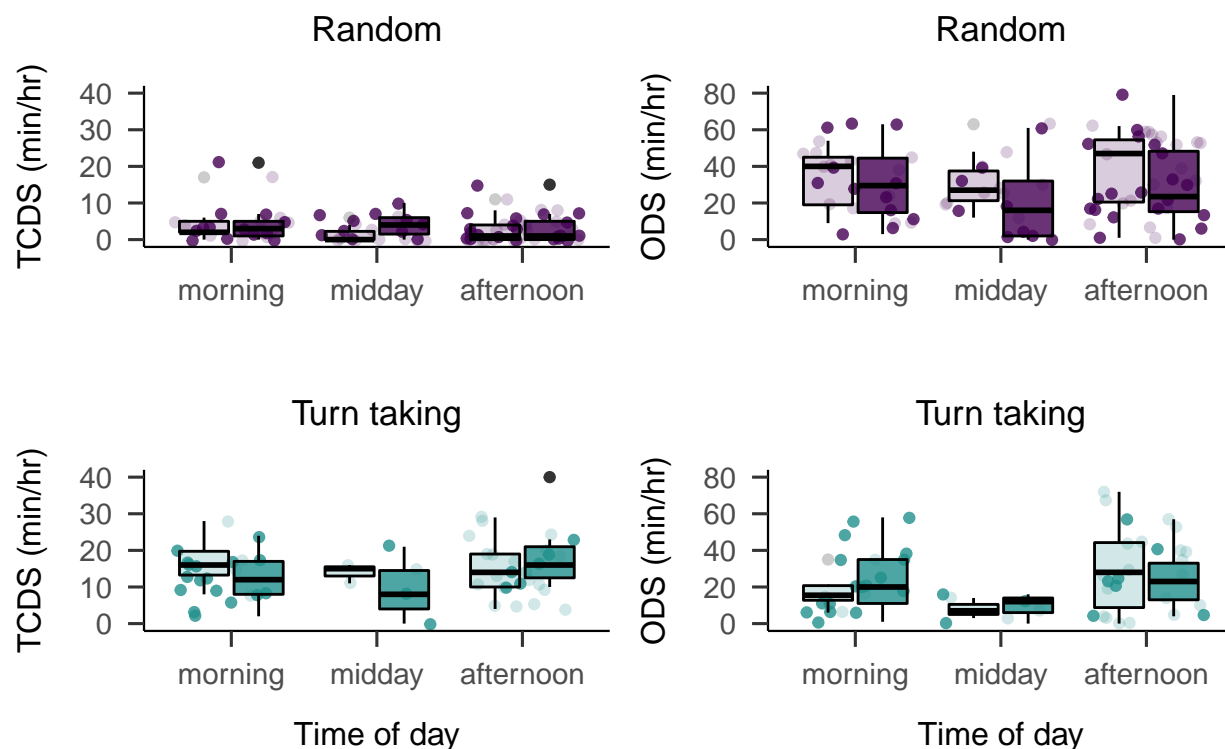 Random
TCDS (min/hr)
40
30
20
10
0
morning midday afternoon
Random
ODS (min/hr)
80
60
40
20
0
morning midday afternoon
Turn taking
TCDS (min/hr)
40
30
20
10
0
morning midday afternoon
Time of day
Turn taking
ODS (min/hr)
80
60
40
20
0
morning midday afternoon
Time of day